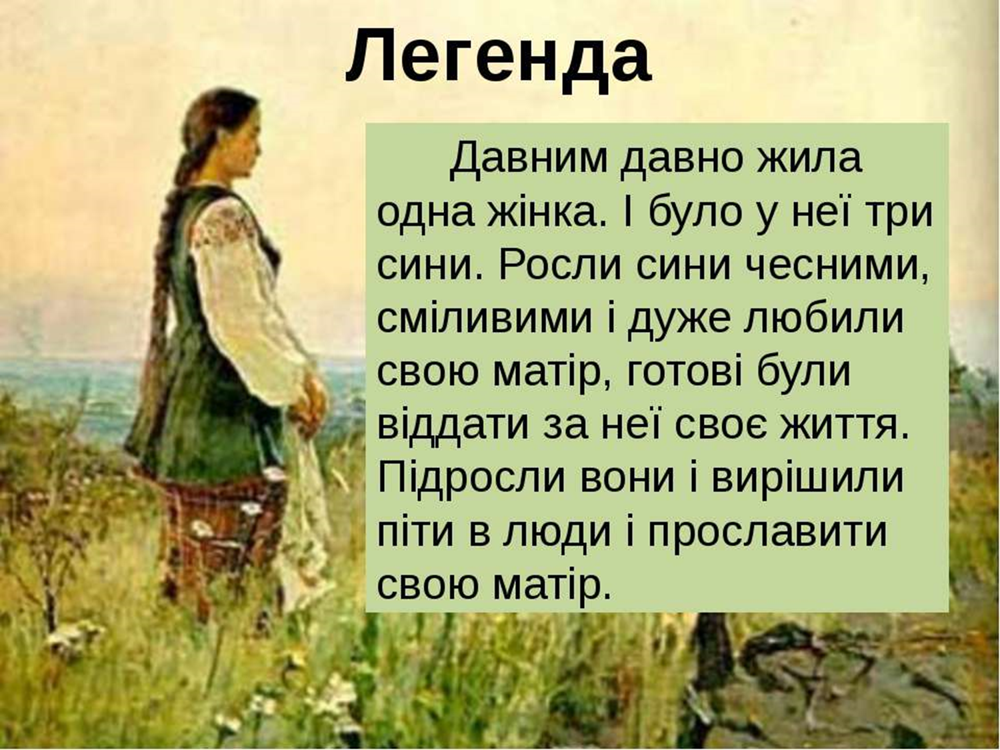 Легенда
Давним давно жила
одна жінка. І було у неї три
сини. Росли сини чесними,
сміливими і дуже любили
свою матір, готові були
віддати за неї своє життя.
Підросли вони і вирішили
піти в люди і прославити
свою матір.